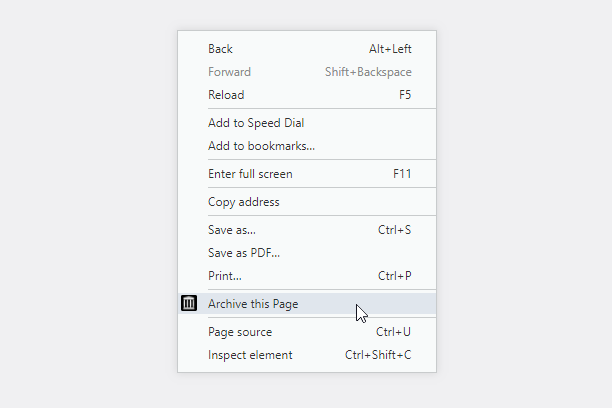 Back Alt+Left
Forward Shift+Backspace
Reload F5
Add to Speed Dial
Add to bookmarks...
Enter full screen F11
Copy address
Save as... Ctrl+S
Save as PDF...
Print... Ctrl+P
Archive this Page
Page source Ctrl+U
Inspect element Ctrl+Shift+C